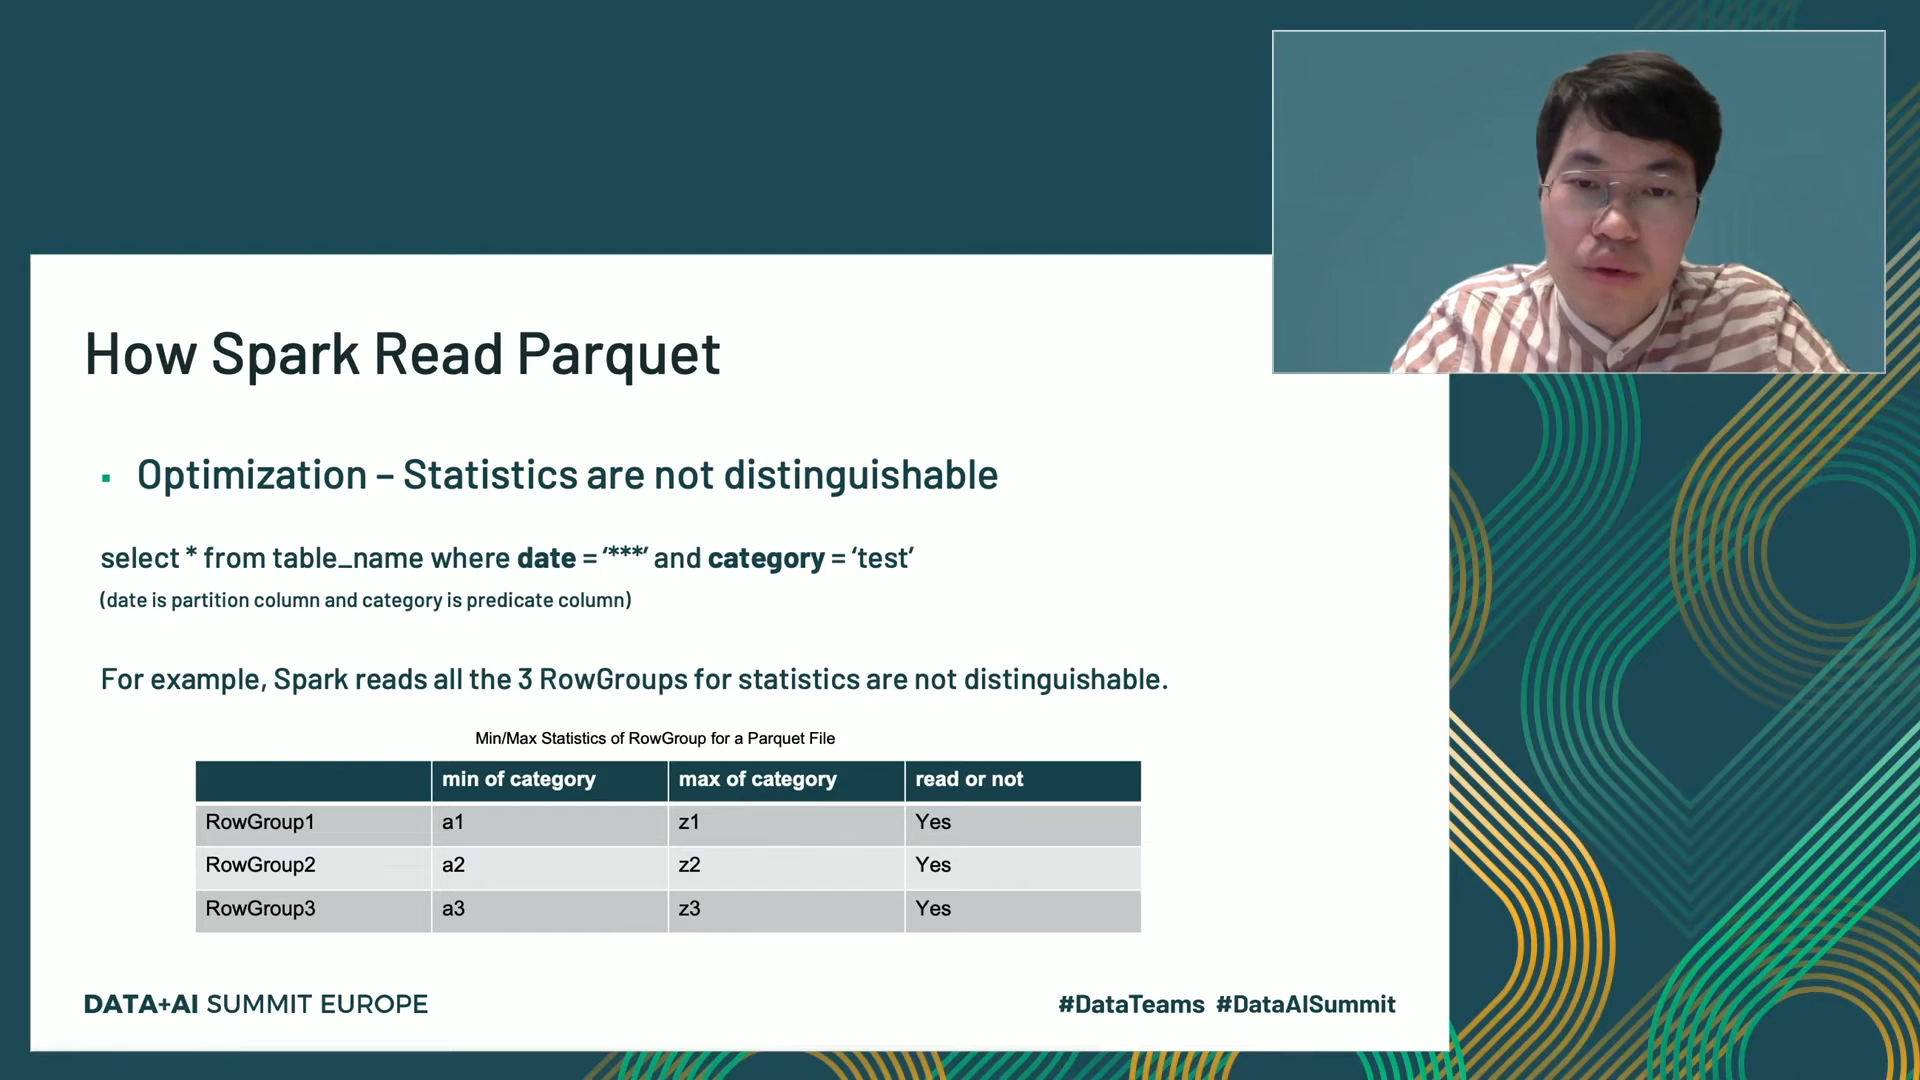 How Spark Read Parquet
▪ Optimization – Statistics are not distinguishable
select * from table_name where date = ‘***’ and category = ‘test’
(date is partition column and category is predicate column)
For example, Spark reads all the 3 RowGroups for statistics are not distinguishable.
Min/Max Statistics of RowGroup for a Parquet File
min of category max of category read or not
RowGroup1 a1 z1 Yes
RowGroup2 a2 z2 Yes
RowGroup3 a3 z3 Yes
DATA+AI SUMMIT EUROPE
#DataTeams #DataAISummit